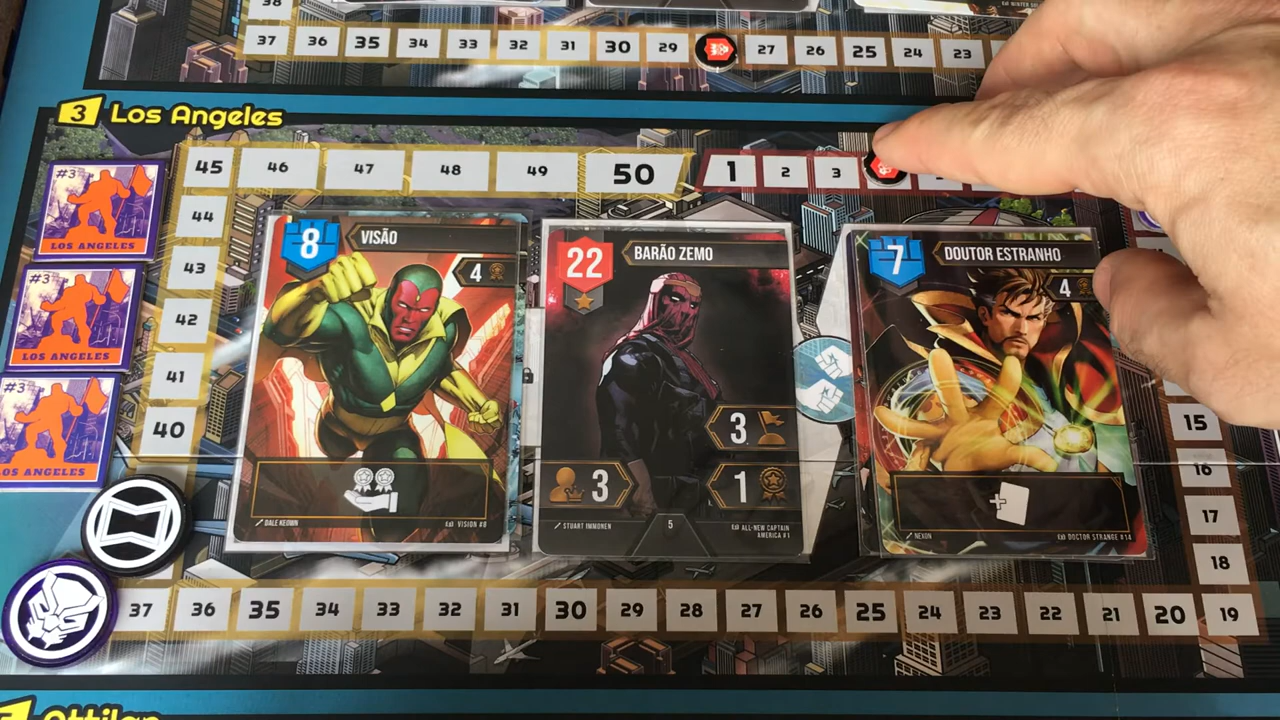 38
37 36 35 34 33 32 31 30 29 27 26 25 24 23
3 Los Angeles
45 46 47 48 49 50 1 2 3
44
43
42
41
40
#3
LOS ANGELES
#3
LOS ANGELES
#3
LOS ANGELES
8 VISÃO
4
DALE KEOWN
VISION #8
22 BARÃO ZEMO
3
3
1
STUART IMMONEN
5
ALL-NEW CAPTAIN
AMERICA #1
7 DOUTOR ESTRANHO
4
+
NEXON
DOCTOR STRANGE #14
15
16
17
18
37 36 35 34 33 32 31 30 29 28 27 26 25 24 23 22 21 20 19
Attilan